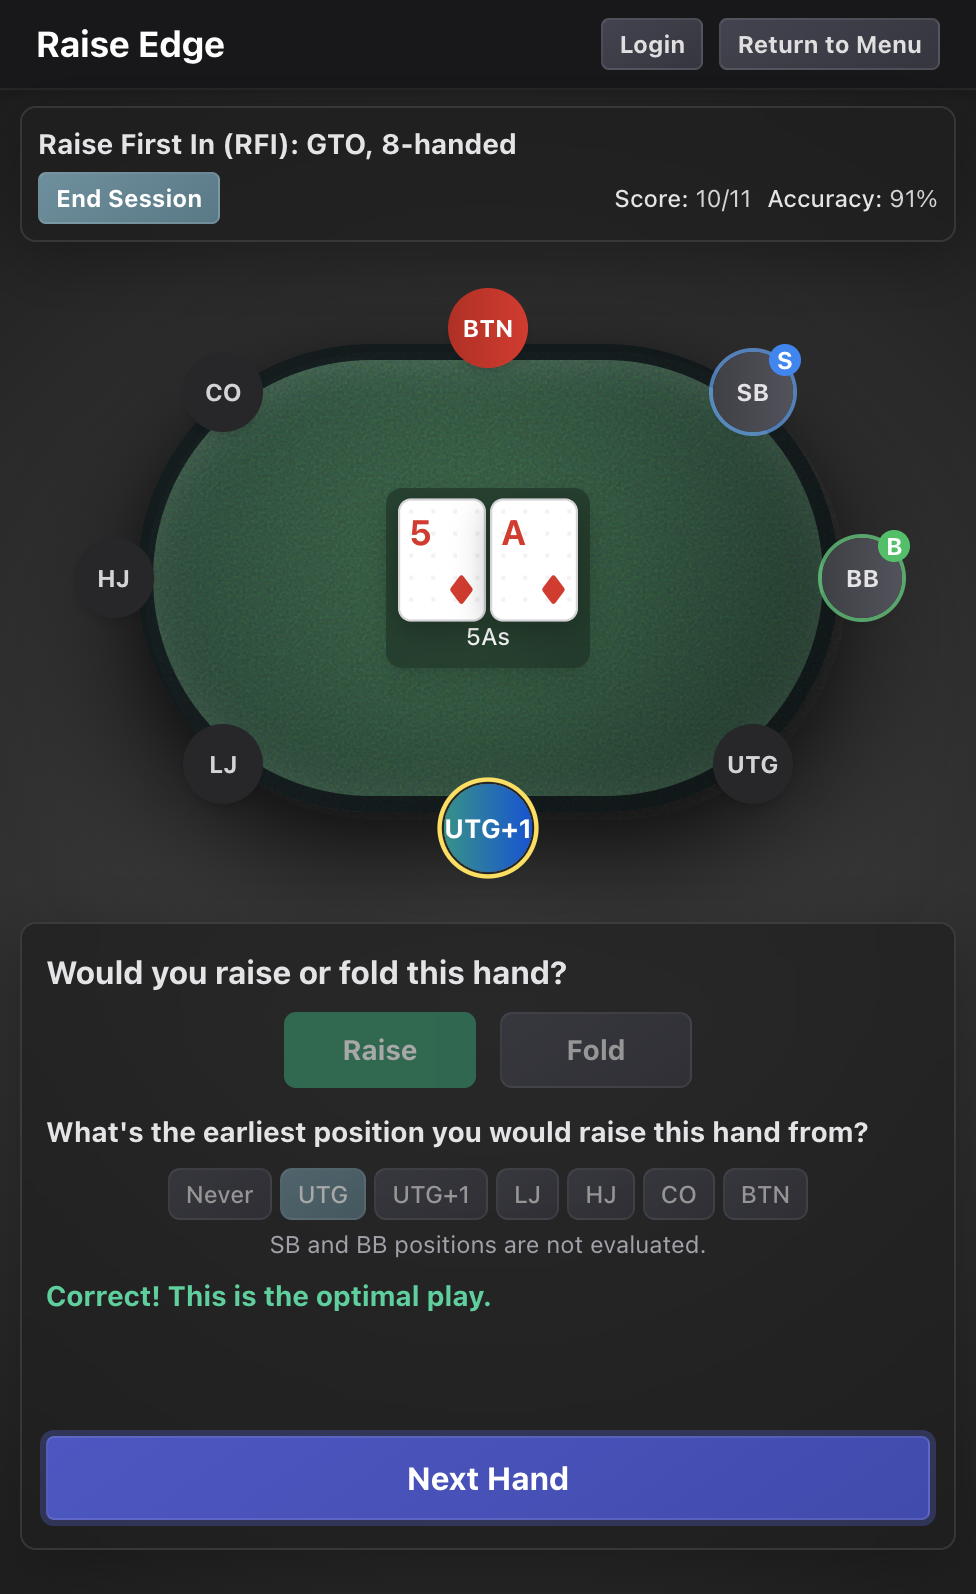 Raise Edge
Login
Return to Menu
Raise First In (RFI): GTO, 8-handed
End Session
Score: 10/11 Accuracy: 91%
BTN
CO
SB
S
HJ
BB
B
5
A
5As
LJ
UTG
UTG+1
Would you raise or fold this hand?
Raise
Fold
What's the earliest position you would raise this hand from?
Never
UTG
UTG+1
LJ
HJ
CO
BTN
SB and BB positions are not evaluated.
Correct! This is the optimal play.
Next Hand